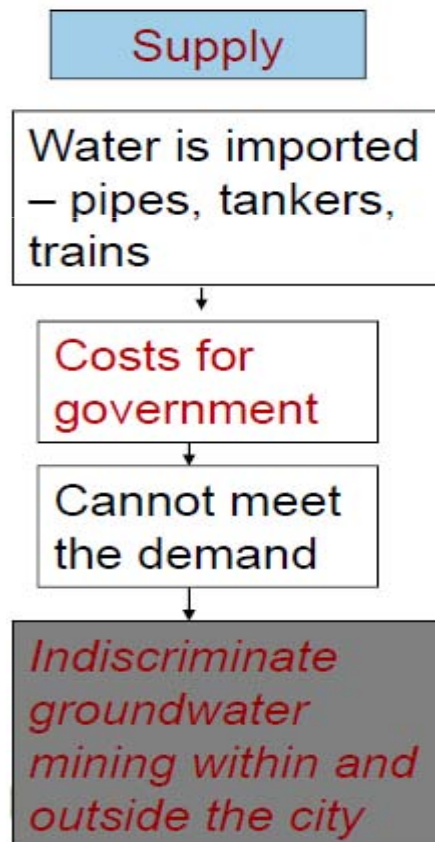 Supply
Water is imported
– pipes, tankers,
trains
Costs for
government
Cannot meet
the demand
Indiscriminate
groundwater
mining within and
outside the city